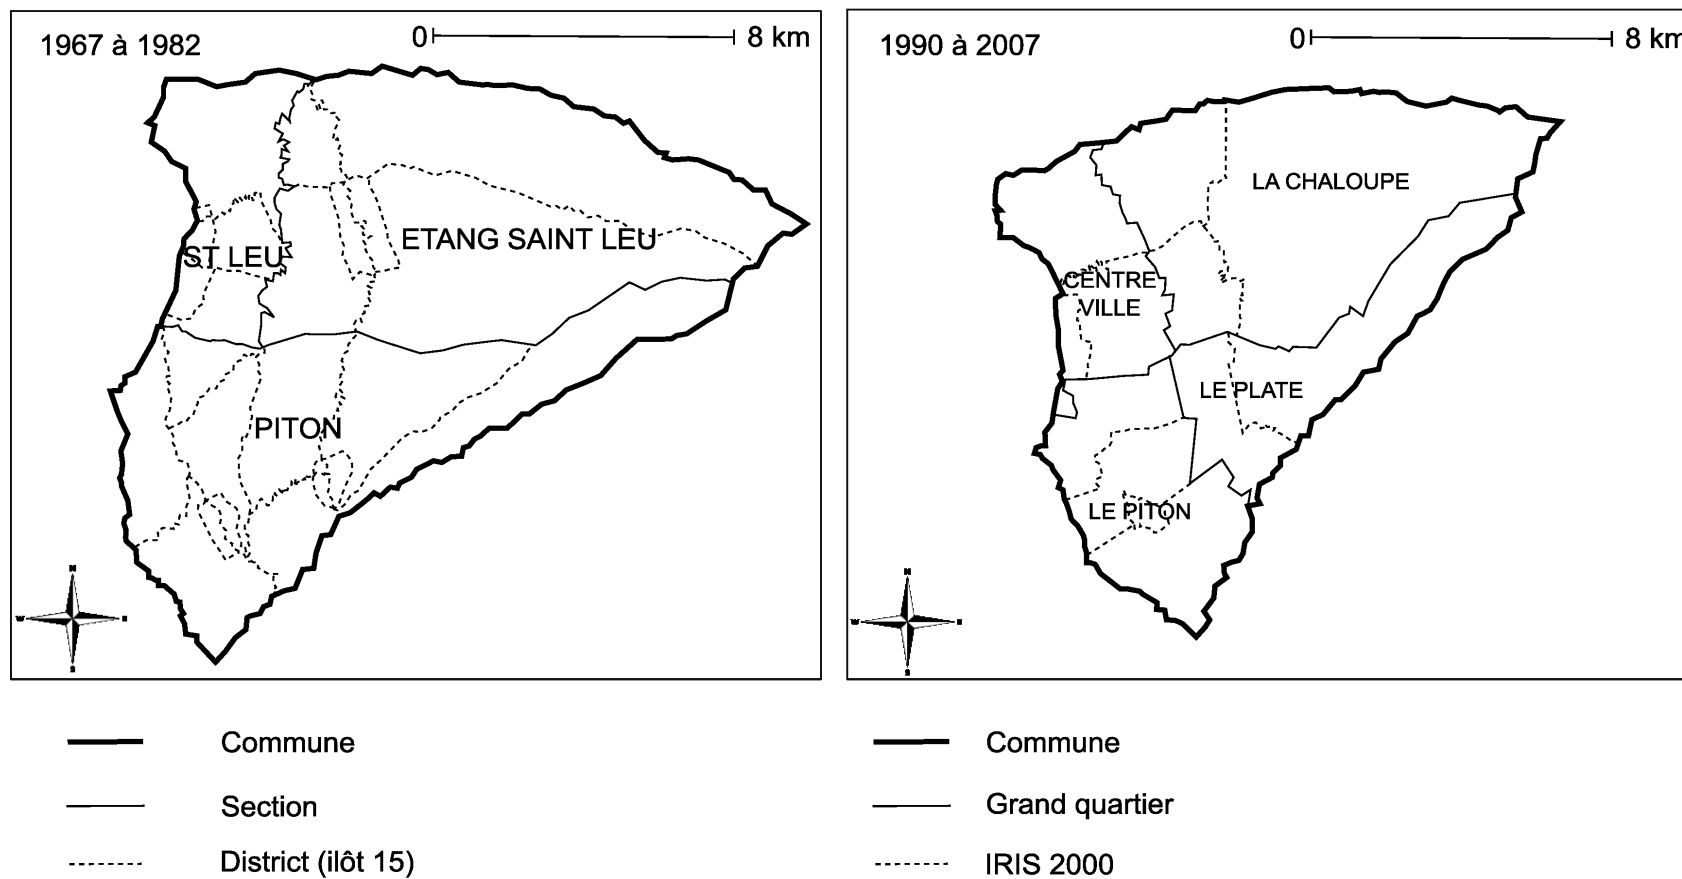 1967 à 1982
0 8 km
ST LEU
ETANG SAINT LEU
PITON
N
W E
S
Commune
Section
District (ilôt 15)
1990 à 2007
0 8 km
LA CHALOUPE
CENTRE
VILLE
LE PLATE
LE PITON
N
W E
S
Commune
Grand quartier
IRIS 2000